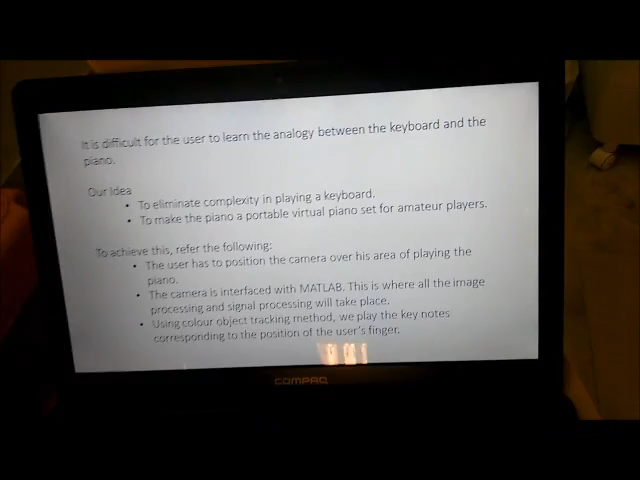 It is difficult for the user to learn the analogy between the keyboard and the
piano.
Our Idea
• To eliminate complexity in playing a keyboard.
• To make the piano a portable virtual piano set for amateur players.
To achieve this, refer the following:
• The user has to position the camera over his area of playing the
piano.
• The camera is interfaced with MATLAB. This is where all the image
processing and signal processing will take place.
• Using colour object tracking method, we play the key notes
corresponding to the position of the user's finger.
COMPAQ